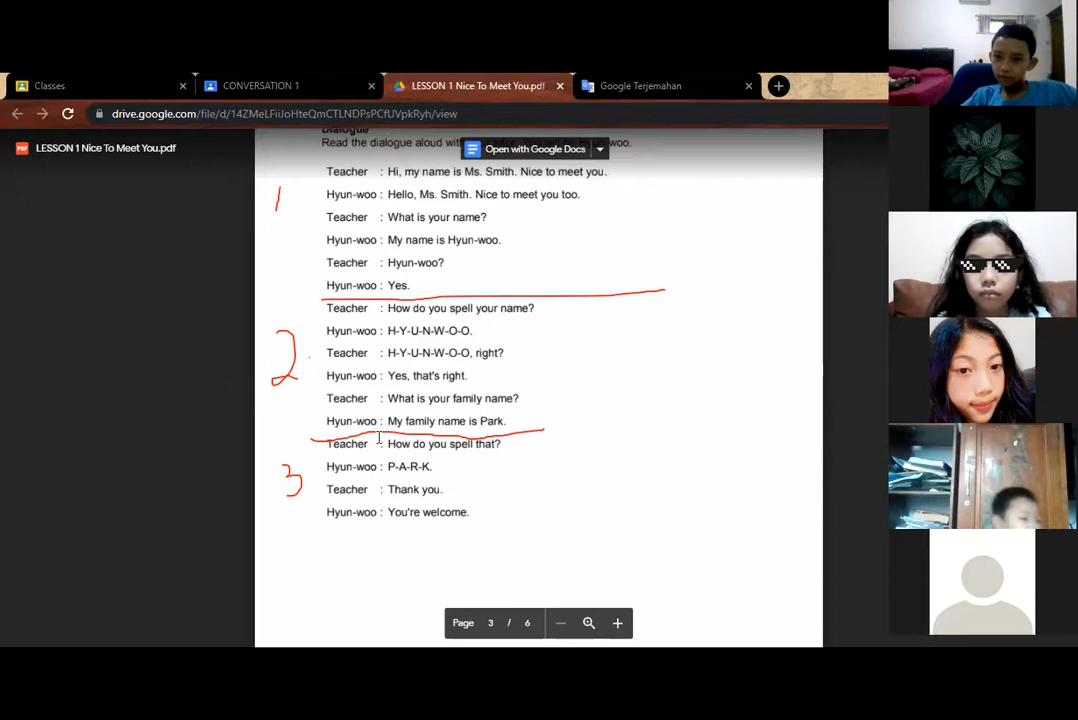 Classes
CONVERSATION 1
LESSON 1 Nice To Meet You.pdf
Google Terjemahan
drive.google.com/file/d/14ZMeLFiiJoHteQmCTLNDPsPCfUVpkRyh/view
PDF LESSON 1 Nice To Meet You.pdf
Open with Google Docs
Dialogue
Read the dialogue aloud
Teacher : Hi, my name is Ms. Smith. Nice to meet you.
1
Hyun-woo : Hello, Ms. Smith. Nice to meet you too.
Teacher : What is your name?
Hyun-woo : My name is Hyun-woo.
Teacher : Hyun-woo?
Hyun-woo : Yes.
Teacher : How do you spell your name?
Hyun-woo : H-Y-U-N-W-O-O.
2
Teacher : H-Y-U-N-W-O-O, right?
Hyun-woo : Yes, that's right.
Teacher : What is your family name?
Hyun-woo : My family name is Park.
Teacher : How do you spell that?
Hyun-woo : P-A-R-K.
3
Teacher : Thank you.
Hyun-woo : You're welcome.
Page 3 / 6